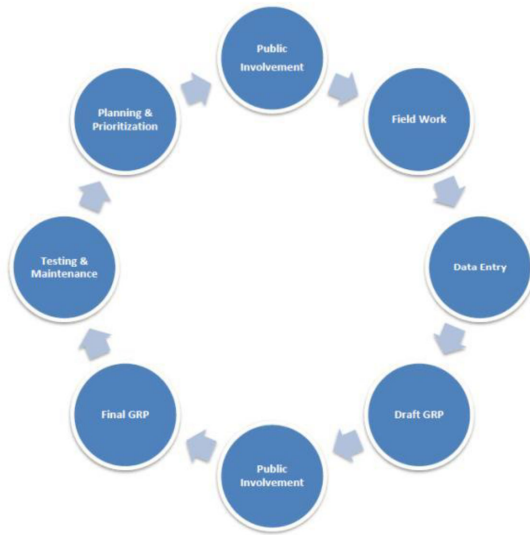 Public
Involvement
Planning &
Prioritization
Field Work
Testing &
Maintenance
Data Entry
Final GRP
Draft GRP
Public
Involvement